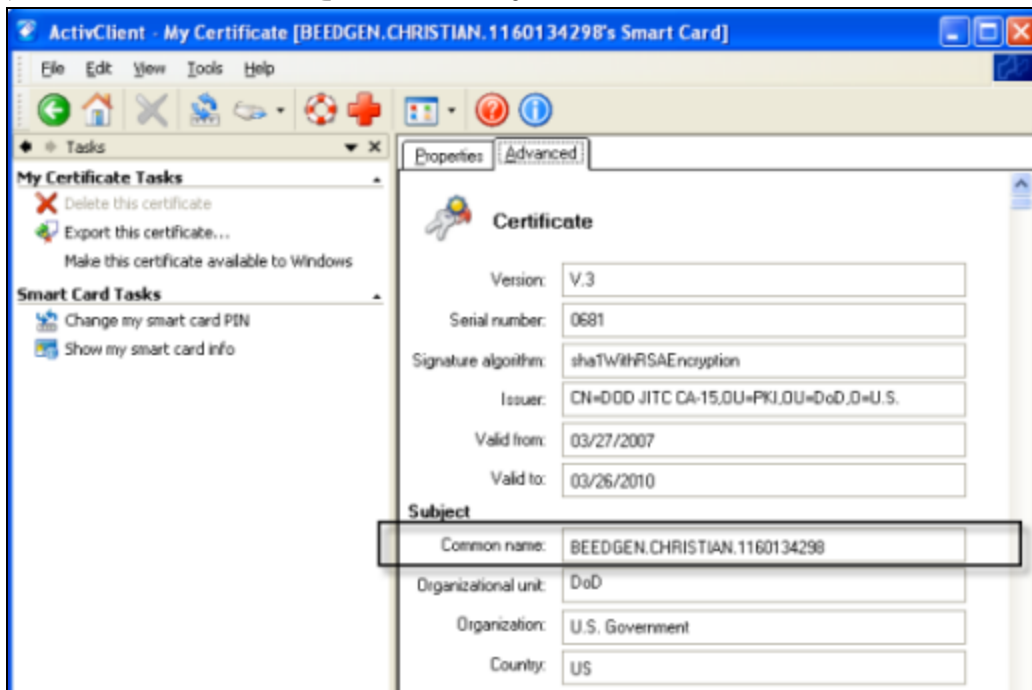 ActivClient - My Certificate [BEEDGEN.CHRISTIAN.1160134298's Smart Card]
File Edit View Tools Help
Tasks
My Certificate Tasks
Delete this certificate
Export this certificate...
Make this certificate available to Windows
Smart Card Tasks
Change my smart card PIN
Show my smart card info
Properties Advanced
Certificate
Version: V.3
Serial number: 0681
Signature algorithm: sha1WithRSAEncryption
Issuer: CN=DOD JITC CA-15,OU=PKI,OU=DoD,O=U.S.
Valid from: 03/27/2007
Valid to: 03/26/2010
Subject
Common name: BEEDGEN.CHRISTIAN.1160134298
Organizational unit: DoD
Organization: U.S. Government
Country: US